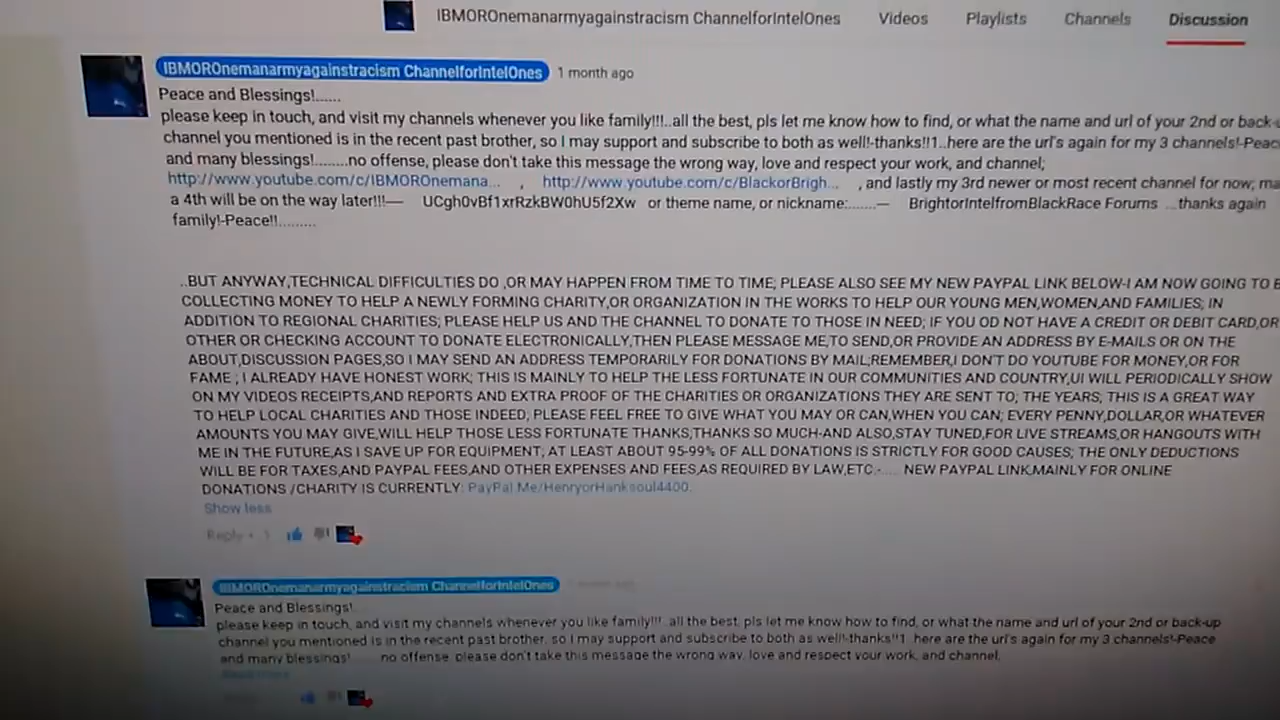 IBMOROnemanarmyagainstracism ChannelforIntelOnes Videos Playlists Channels Discussion
IBMOROnemanarmyagainstracism ChannelforIntelOnes 1 month ago
Peace and Blessings!......
please keep in touch, and visit my channels whenever you like family!!!..all the best, pls let me know how to find, or what the name and url of your 2nd or back-u
channel you mentioned is in the recent past brother, so I may support and subscribe to both as well!-thanks!!1..here are the url's again for my 3 channels!-Peac
and many blessings!........no offense, please don't take this message the wrong way, love and respect your work, and channel;
http://www.youtube.com/c/IBMOROnemana... , http://www.youtube.com/c/BlackorBrigh... , and lastly my 3rd newer or most recent channel for now; ma
a 4th will be on the way later!!!— UCgh0vBf1xrRzkBW0hU5f2Xw or theme name, or nickname:.......— BrightorIntelfromBlackRace Forums ...thanks again
family!-Peace!!.........
..BUT ANYWAY,TECHNICAL DIFFICULTIES DO ,OR MAY HAPPEN FROM TIME TO TIME; PLEASE ALSO SEE MY NEW PAYPAL LINK BELOW-I AM NOW GOING TO B
COLLECTING MONEY TO HELP A NEWLY FORMING CHARITY,OR ORGANIZATION IN THE WORKS TO HELP OUR YOUNG MEN,WOMEN,AND FAMILIES; IN
ADDITION TO REGIONAL CHARITIES; PLEASE HELP US AND THE CHANNEL TO DONATE TO THOSE IN NEED; IF YOU OD NOT HAVE A CREDIT OR DEBIT CARD,OR
OTHER OR CHECKING ACCOUNT TO DONATE ELECTRONICALLY,THEN PLEASE MESSAGE ME,TO SEND,OR PROVIDE AN ADDRESS BY E-MAILS OR ON THE
ABOUT,DISCUSSION PAGES,SO I MAY SEND AN ADDRESS TEMPORARILY FOR DONATIONS BY MAIL;REMEMBER,I DON'T DO YOUTUBE FOR MONEY,OR FOR
FAME ; I ALREADY HAVE HONEST WORK; THIS IS MAINLY TO HELP THE LESS FORTUNATE IN OUR COMMUNITIES AND COUNTRY,UI WILL PERIODICALLY SHOW
ON MY VIDEOS RECEIPTS,AND REPORTS AND EXTRA PROOF OF THE CHARITIES OR ORGANIZATIONS THEY ARE SENT TO; THE YEARS; THIS IS A GREAT WAY
TO HELP LOCAL CHARITIES AND THOSE INDEED; PLEASE FEEL FREE TO GIVE WHAT YOU MAY OR CAN,WHEN YOU CAN; EVERY PENNY,DOLLAR,OR WHATEVER
AMOUNTS YOU MAY GIVE,WILL HELP THOSE LESS FORTUNATE THANKS;THANKS SO MUCH-AND ALSO,STAY TUNED,FOR LIVE STREAMS,OR HANGOUTS WITH
ME IN THE FUTURE,AS I SAVE UP FOR EQUIPMENT; AT LEAST ABOUT 95-99% OF ALL DONATIONS IS STRICTLY FOR GOOD CAUSES; THE ONLY DEDUCTIONS
WILL BE FOR TAXES,AND PAYPAL FEES,AND OTHER EXPENSES AND FEES,AS REQUIRED BY LAW,ETC.-.... NEW PAYPAL LINK,MAINLY FOR ONLINE
DONATIONS /CHARITY IS CURRENTLY: PayPal.Me/HenryorHanksoul4400.
Show less
Reply
IBMOROnemanarmyagainstracism ChannelforIntelOnes
Peace and Blessings!
please keep in touch, and visit my channels whenever you like family!!!..all the best, pls let me know how to find, or what the name and url of your 2nd or back-up
channel you mentioned is in the recent past brother, so I may support and subscribe to both as well!-thanks!!1 here are the url's again for my 3 channels!-Peace
and many blessings! no offense, please don't take this message the wrong way, love and respect your work, and channel;